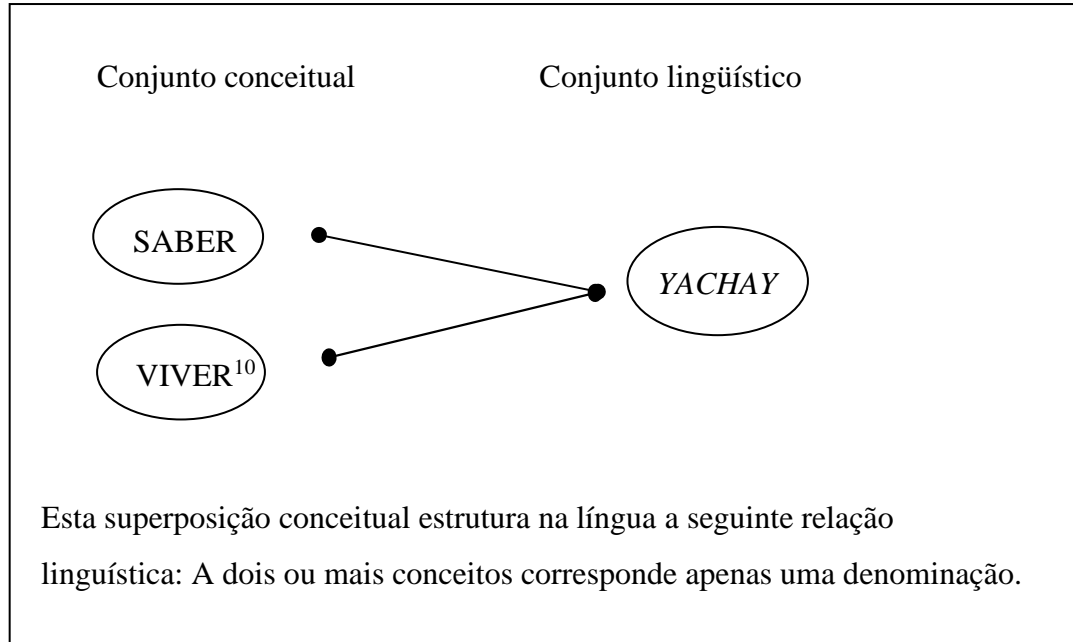 Conjunto conceitual Conjunto lingüístico
SABER
YACHAY
VIVER¹⁰
Esta superposição conceitual estrutura na língua a seguinte relação
linguística: A dois ou mais conceitos corresponde apenas uma denominação.